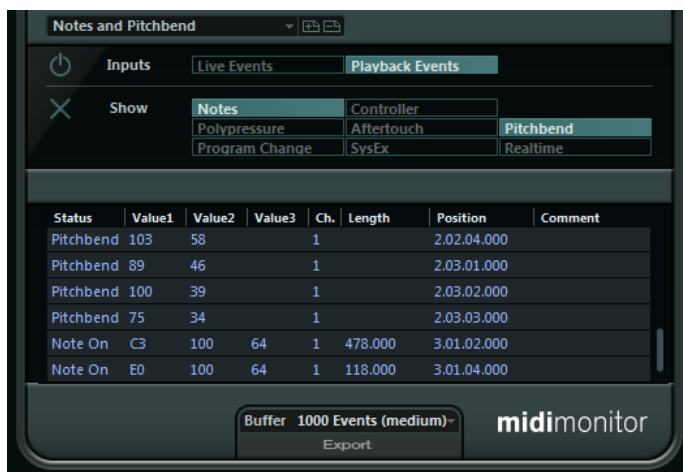 Notes and Pitchbend
Inputs Live Events Playback Events
Show Notes Controller
Polypressure Aftertouch Pitchbend
Program Change SysEx Realtime
Status Value1 Value2 Value3 Ch. Length Position Comment
Pitchbend 103 58 1 2.02.04.000
Pitchbend 89 46 1 2.03.01.000
Pitchbend 100 39 1 2.03.02.000
Pitchbend 75 34 1 2.03.03.000
Note On C3 100 64 1 478.000 3.01.02.000
Note On E0 100 64 1 118.000 3.01.04.000
Buffer 1000 Events (medium)
midimonitor
Export